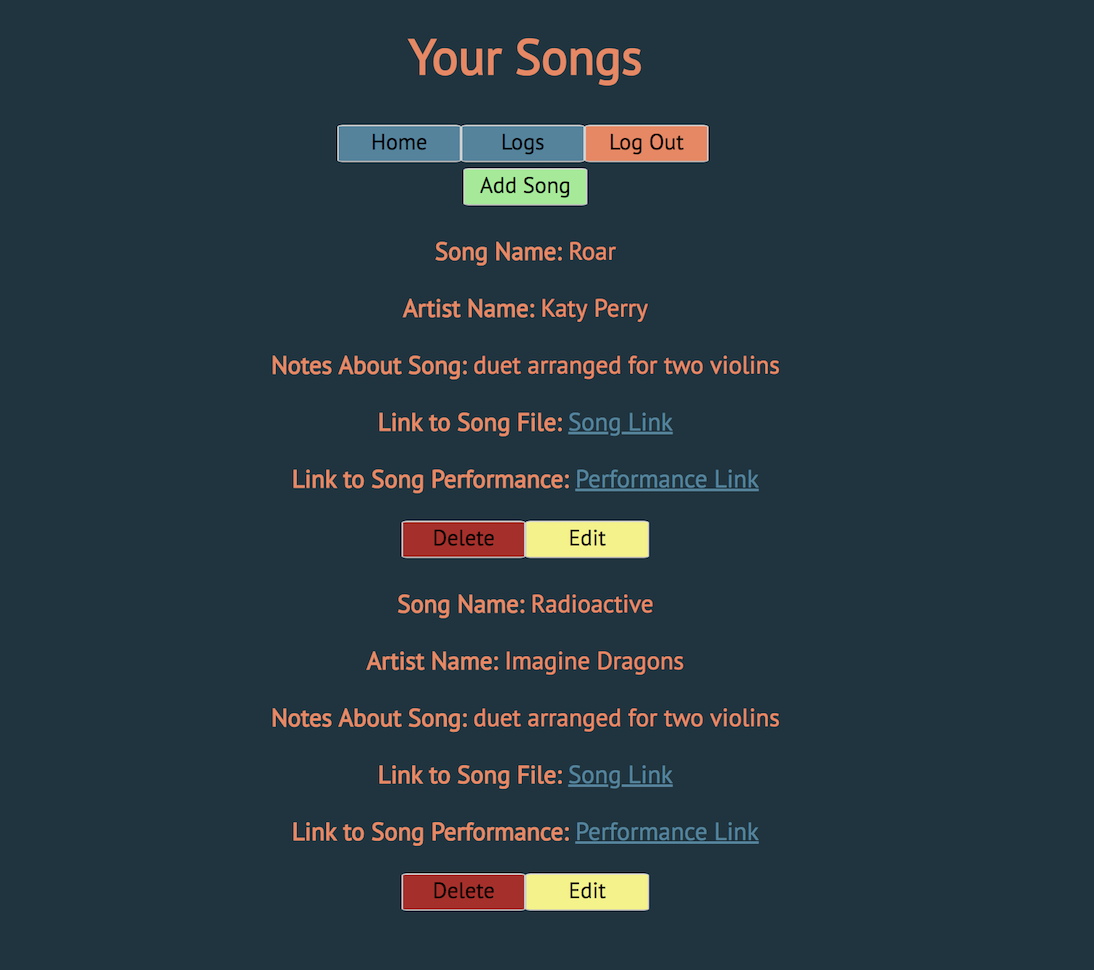 Your Songs
Home Logs Log Out
Add Song
Song Name: Roar
Artist Name: Katy Perry
Notes About Song: duet arranged for two violins
Link to Song File: Song Link
Link to Song Performance: Performance Link
Delete Edit
Song Name: Radioactive
Artist Name: Imagine Dragons
Notes About Song: duet arranged for two violins
Link to Song File: Song Link
Link to Song Performance: Performance Link
Delete Edit